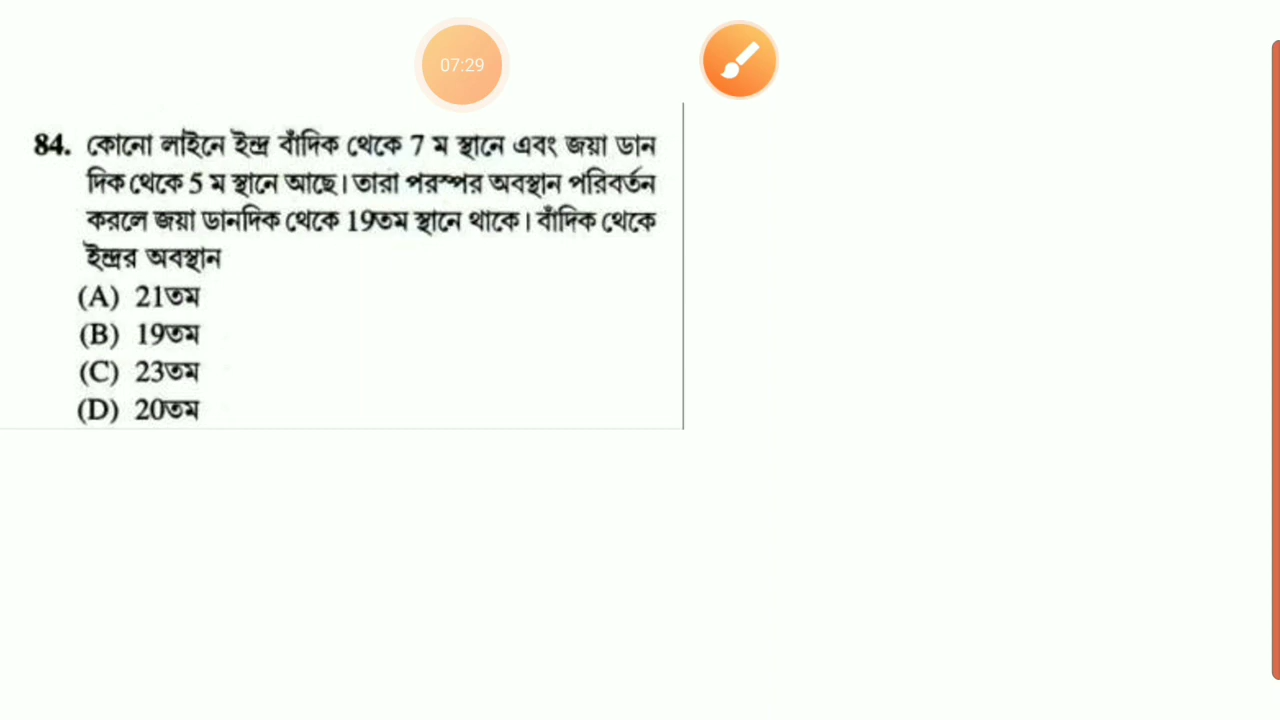 07:29
84. কোনো লাইনে ইন্দ্র বাঁদিক থেকে 7 ম স্থানে এবং জয়া ডান
দিক থেকে 5 ম স্থানে আছে। তারা পরস্পর অবস্থান পরিবর্তন
করলে জয়া ডানদিক থেকে 19তম স্থানে থাকে। বাঁদিক থেকে
ইন্দ্রর অবস্থান
(A) 21তম
(B) 19তম
(C) 23তম
(D) 20তম